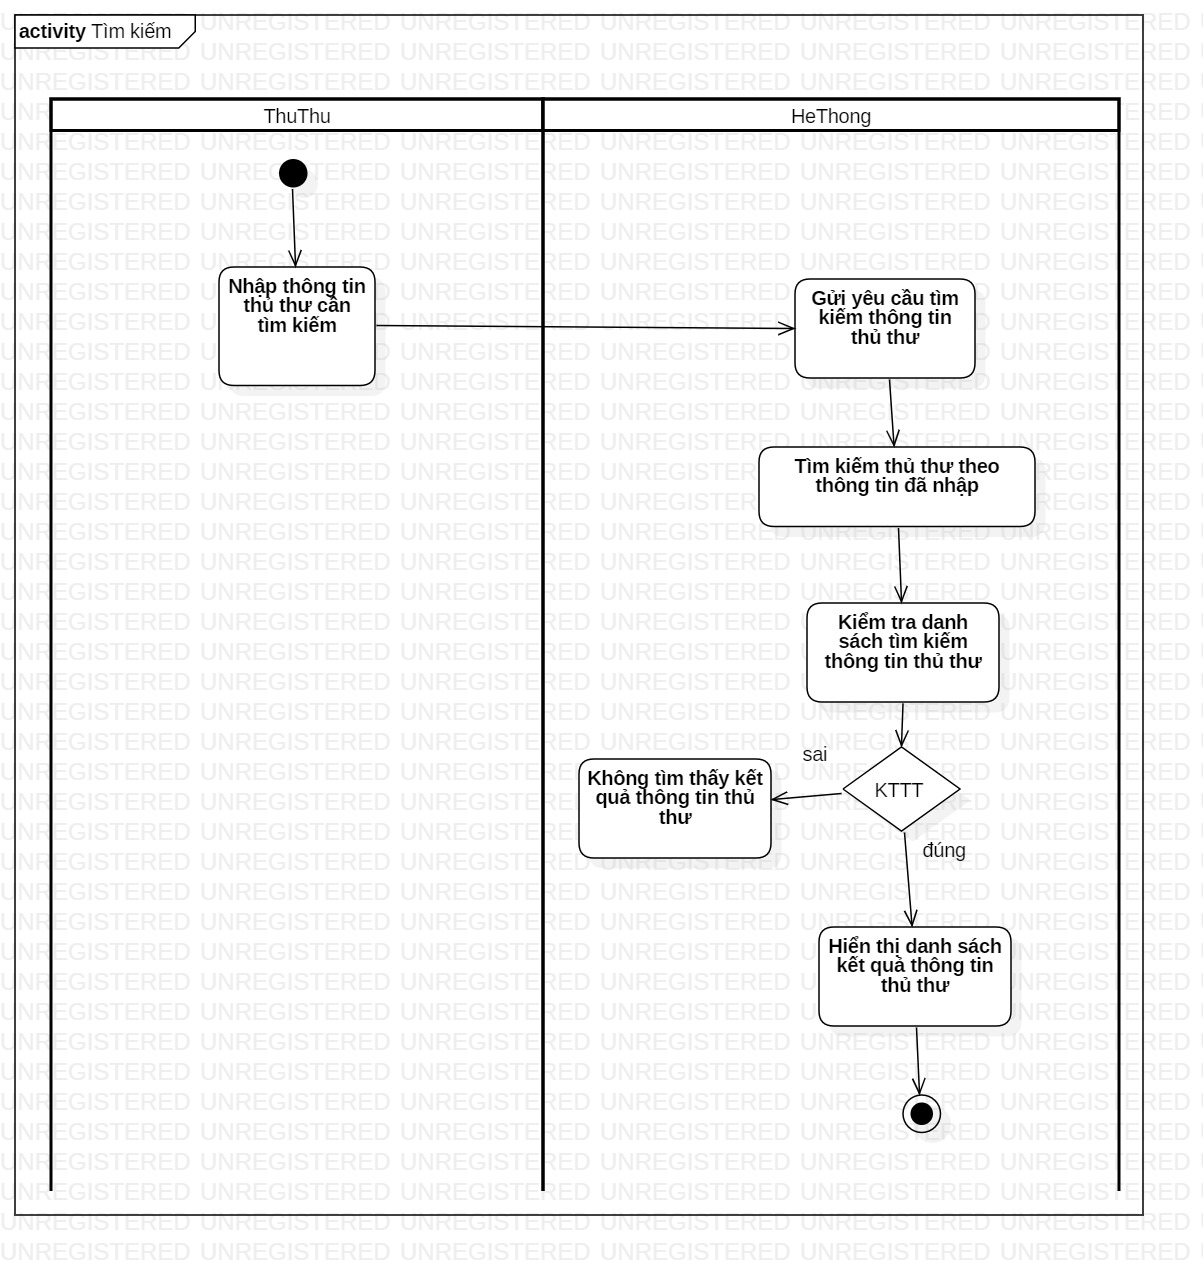 activity Tìm kiếm
ThuThu
HeThong
Nhập thông tin
thủ thư cần
tìm kiếm
Gửi yêu cầu tìm
kiếm thông tin
thủ thư
Tìm kiếm thủ thư theo
thông tin đã nhập
Kiểm tra danh
sách tìm kiếm
thông tin thủ thư
sai
KTTT
Không tìm thấy kết
quả thông tin thủ
thư
đúng
Hiển thị danh sách
kết quả thông tin
thủ thư
UNREGISTERED